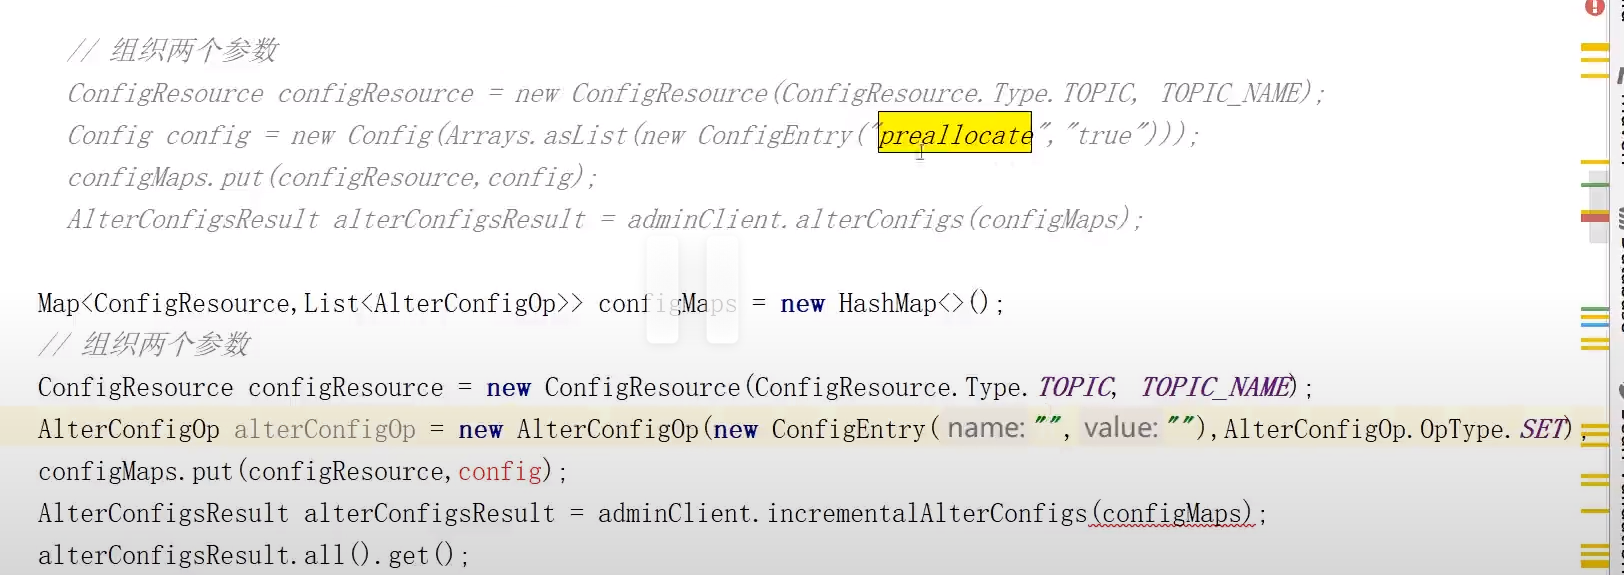 // 组织两个参数
ConfigResource configResource = new ConfigResource(ConfigResource.Type.TOPIC, TOPIC_NAME);
Config config = new Config(Arrays.asList(new ConfigEntry("preallocate","true")));
configMaps.put(configResource,config);
AlterConfigsResult alterConfigsResult = adminClient.alterConfigs(configMaps);
Map<ConfigResource,List<AlterConfigOp>> configMaps = new HashMap<>();
// 组织两个参数
ConfigResource configResource = new ConfigResource(ConfigResource.Type.TOPIC, TOPIC_NAME);
AlterConfigOp alterConfigOp = new AlterConfigOp(new ConfigEntry( name: "", value: ""),AlterConfigOp.OpType.SET);
configMaps.put(configResource,config);
AlterConfigsResult alterConfigsResult = adminClient.incrementalAlterConfigs(configMaps);
alterConfigsResult.all().get();